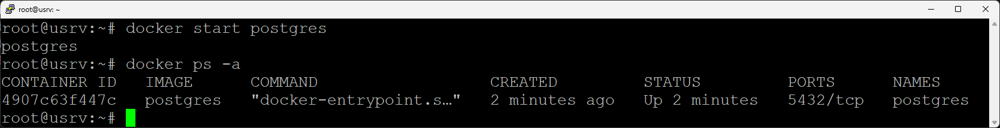 root@usrv: ~
root@usrv:~# docker start postgres
postgres
root@usrv:~# docker ps -a
CONTAINER ID   IMAGE      COMMAND                  CREATED         STATUS         PORTS      NAMES
4907c63f447c   postgres   "docker-entrypoint.s…"   2 minutes ago   Up 2 minutes   5432/tcp   postgres
root@usrv:~#